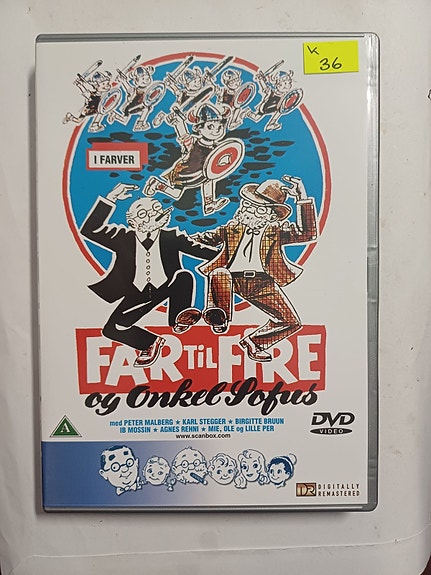 K
36
I FARVER
FAR TIL FIRE
og Onkel Sofus
med PETER MALBERG ★ KARL STEGGER ★ BIRGITTE BRUUN
IB MOSSIN ★ AGNES REHNI ★ MIE, OLE og LILLE PER
www.scanbox.com
A
DVD
VIDEO
DR DIGITALLY
REMASTERED